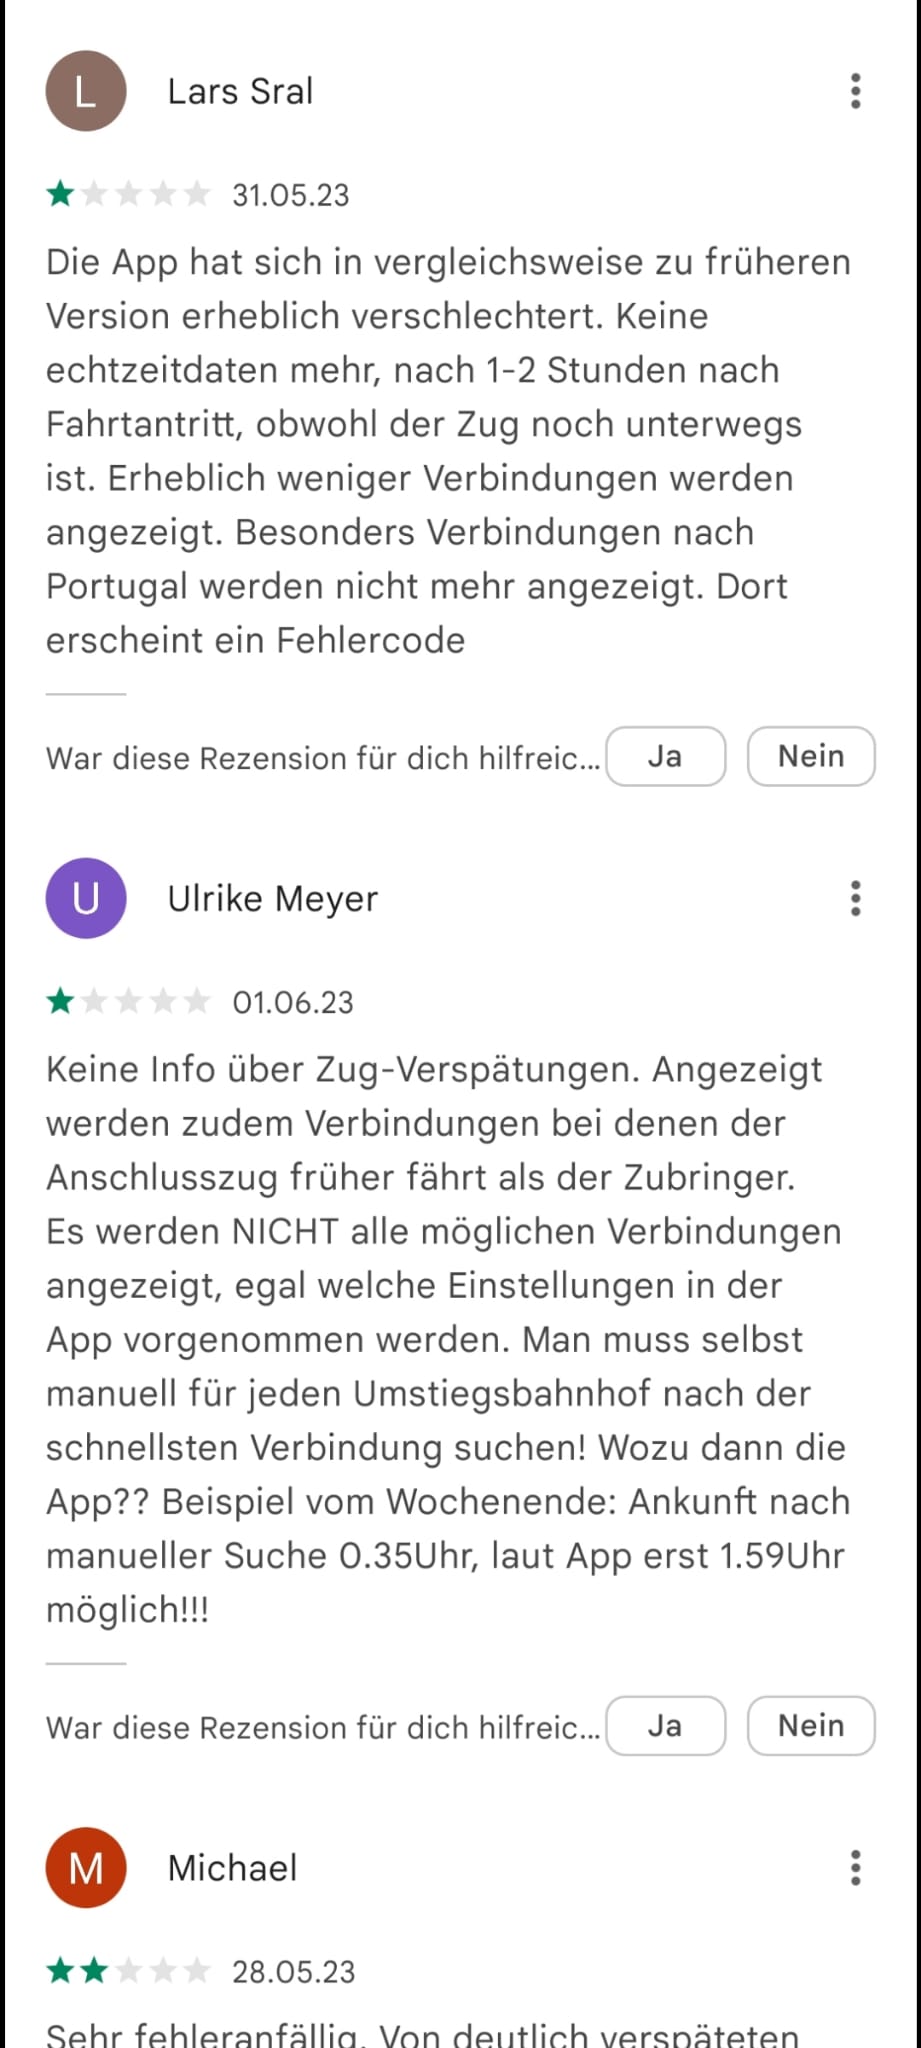 L
Lars Sral
31.05.23
Die App hat sich in vergleichsweise zu früheren
Version erheblich verschlechtert. Keine
echtzeitdaten mehr, nach 1-2 Stunden nach
Fahrtantritt, obwohl der Zug noch unterwegs
ist. Erheblich weniger Verbindungen werden
angezeigt. Besonders Verbindungen nach
Portugal werden nicht mehr angezeigt. Dort
erscheint ein Fehlercode
War diese Rezension für dich hilfreic... Ja Nein
U
Ulrike Meyer
01.06.23
Keine Info über Zug-Verspätungen. Angezeigt
werden zudem Verbindungen bei denen der
Anschlusszug früher fährt als der Zubringer.
Es werden NICHT alle möglichen Verbindungen
angezeigt, egal welche Einstellungen in der
App vorgenommen werden. Man muss selbst
manuell für jeden Umstiegsbahnhof nach der
schnellsten Verbindung suchen! Wozu dann die
App?? Beispiel vom Wochenende: Ankunft nach
manueller Suche 0.35Uhr, laut App erst 1.59Uhr
möglich!!!
War diese Rezension für dich hilfreic... Ja Nein
M
Michael
28.05.23
Sehr fehleranfällig. Von deutlich verspäteten